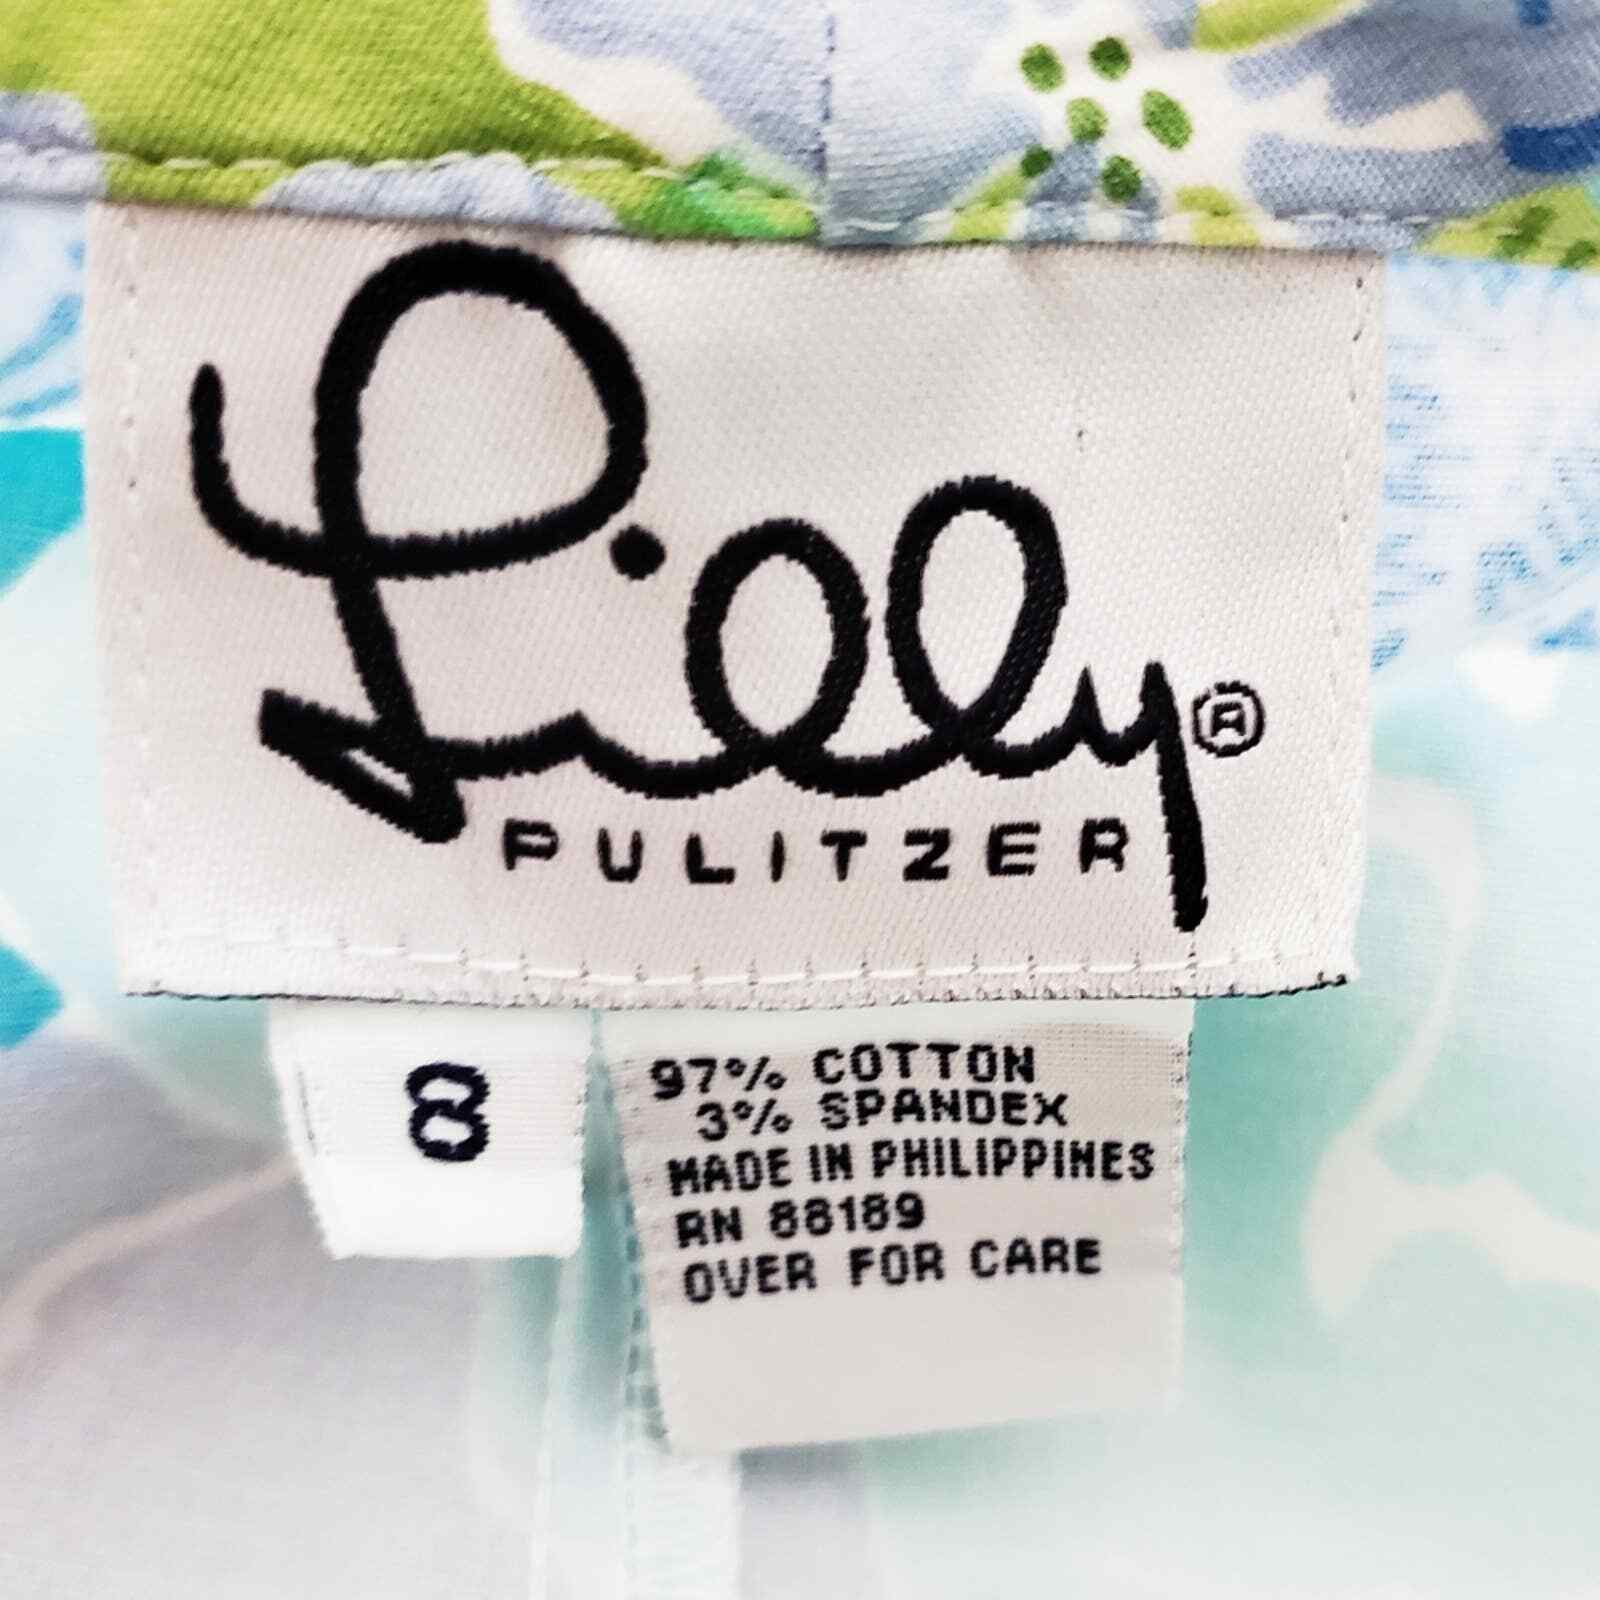 Lilly®
PULITZER
8
97% COTTON
3% SPANDEX
MADE IN PHILIPPINES
RN 88189
OVER FOR CARE